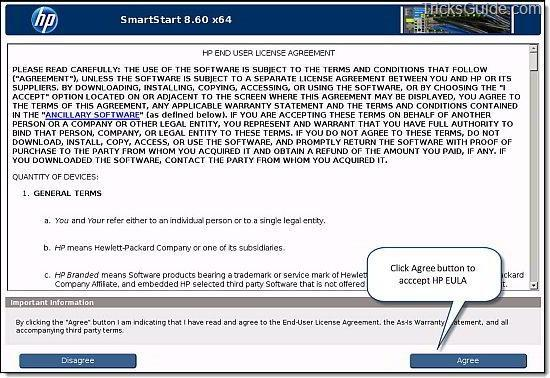 TricksGuide.com
hp
SmartStart 8.60 x64
HP END USER LICENSE AGREEMENT
PLEASE READ CAREFULLY: THE USE OF THE SOFTWARE IS SUBJECT TO THE TERMS AND CONDITIONS THAT FOLLOW
("AGREEMENT"), UNLESS THE SOFTWARE IS SUBJECT TO A SEPARATE LICENSE AGREEMENT BETWEEN YOU AND HP OR ITS
SUPPLIERS. BY DOWNLOADING, INSTALLING, COPYING, ACCESSING, OR USING THE SOFTWARE, OR BY CHOOSING THE "I
ACCEPT" OPTION LOCATED ON OR ADJACENT TO THE SCREEN WHERE THIS AGREEMENT MAY BE DISPLAYED, YOU AGREE TO
THE TERMS OF THIS AGREEMENT, ANY APPLICABLE WARRANTY STATEMENT AND THE TERMS AND CONDITIONS CONTAINED
IN THE "ANCILLARY SOFTWARE" (as defined below). IF YOU ARE ACCEPTING THESE TERMS ON BEHALF OF ANOTHER
PERSON OR A COMPANY OR OTHER LEGAL ENTITY, YOU REPRESENT AND WARRANT THAT YOU HAVE FULL AUTHORITY TO
BIND THAT PERSON, COMPANY, OR LEGAL ENTITY TO THESE TERMS. IF YOU DO NOT AGREE TO THESE TERMS, DO NOT
DOWNLOAD, INSTALL, COPY, ACCESS, OR USE THE SOFTWARE, AND PROMPTLY RETURN THE SOFTWARE WITH PROOF OF
PURCHASE TO THE PARTY FROM WHOM YOU ACQUIRED IT AND OBTAIN A REFUND OF THE AMOUNT YOU PAID, IF ANY. IF
YOU DOWNLOADED THE SOFTWARE, CONTACT THE PARTY FROM WHOM YOU ACQUIRED IT.
QUANTITY OF DEVICES:
1. GENERAL TERMS
a. You and Your refer either to an individual person or to a single legal entity.
b. HP means Hewlett-Packard Company or one of its subsidiaries.
c. HP Branded means Software products bearing a trademark or service mark of Hewlett
Company Affiliate, and embedded HP selected third party Software that is not offered
Click Agree button to
acccept HP EULA
Important Information
By clicking the "Agree" button I am indicating that I have read and agree to the End-User License Agreement, the As-Is Warranty Statement, and all
accompanying third party terms.
Disagree
Agree